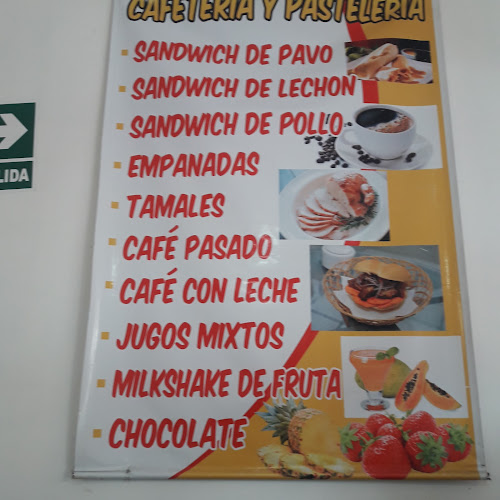 CAFETERIA Y PASTELERIA
SANDWICH DE PAVO
SANDWICH DE LECHON
SANDWICH DE POLLO
EMPANADAS
TAMALES
CAFÉ PASADO
CAFÉ CON LECHE
JUGOS MIXTOS
MILKSHAKE DE FRUTA
CHOCOLATE
LIDA